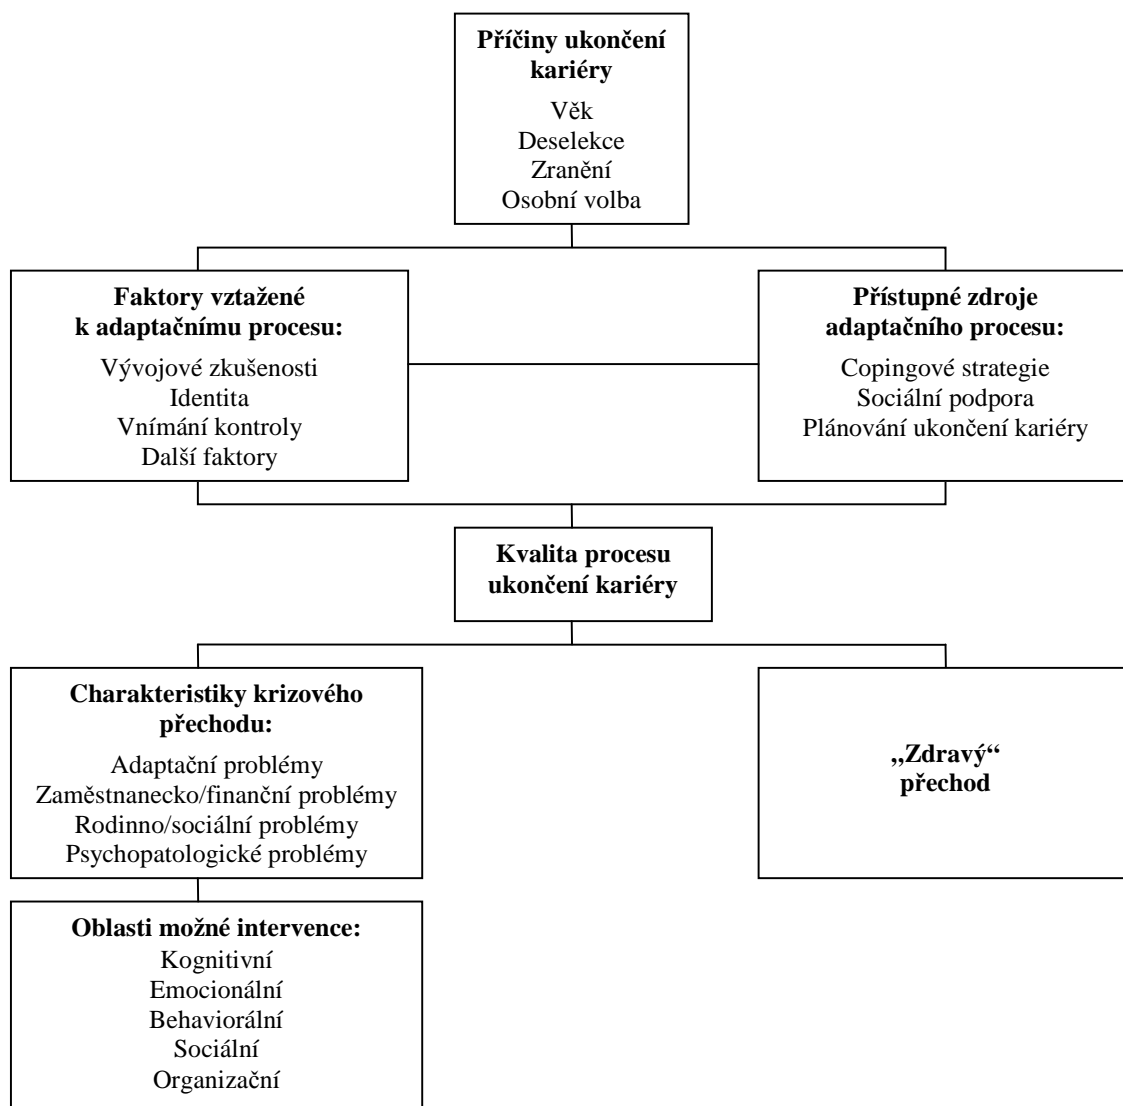 Příčiny ukončení
kariéry
Věk
Deselekce
Zranění
Osobní volba
Faktory vztažené
k adaptačnímu procesu:
Vývojové zkušenosti
Identita
Vnímání kontroly
Další faktory
Přístupné zdroje
adaptačního procesu:
Copingové strategie
Sociální podpora
Plánování ukončení kariéry
Kvalita procesu
ukončení kariéry
Charakteristiky krizového
přechodu:
Adaptační problémy
Zaměstnanecko/finanční problémy
Rodinno/sociální problémy
Psychopatologické problémy
„Zdravý“
přechod
Oblasti možné intervence:
Kognitivní
Emocionální
Behaviorální
Sociální
Organizační